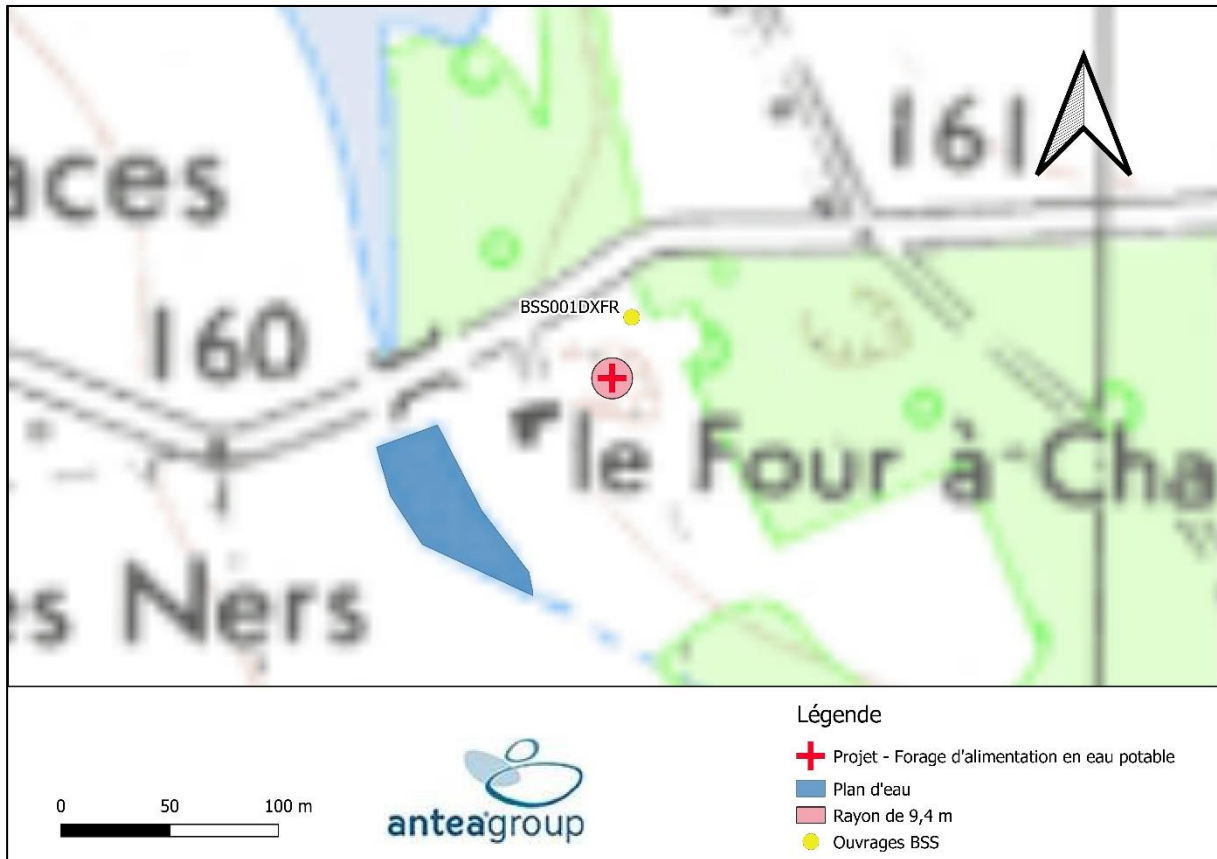 161
aces
BSS001DXFR
160
le Four à Cha
es Ners
Légende
Projet - Forage d'alimentation en eau potable
Plan d'eau
Rayon de 9,4 m
Ouvrages BSS
0 50 100 m
anteagroup